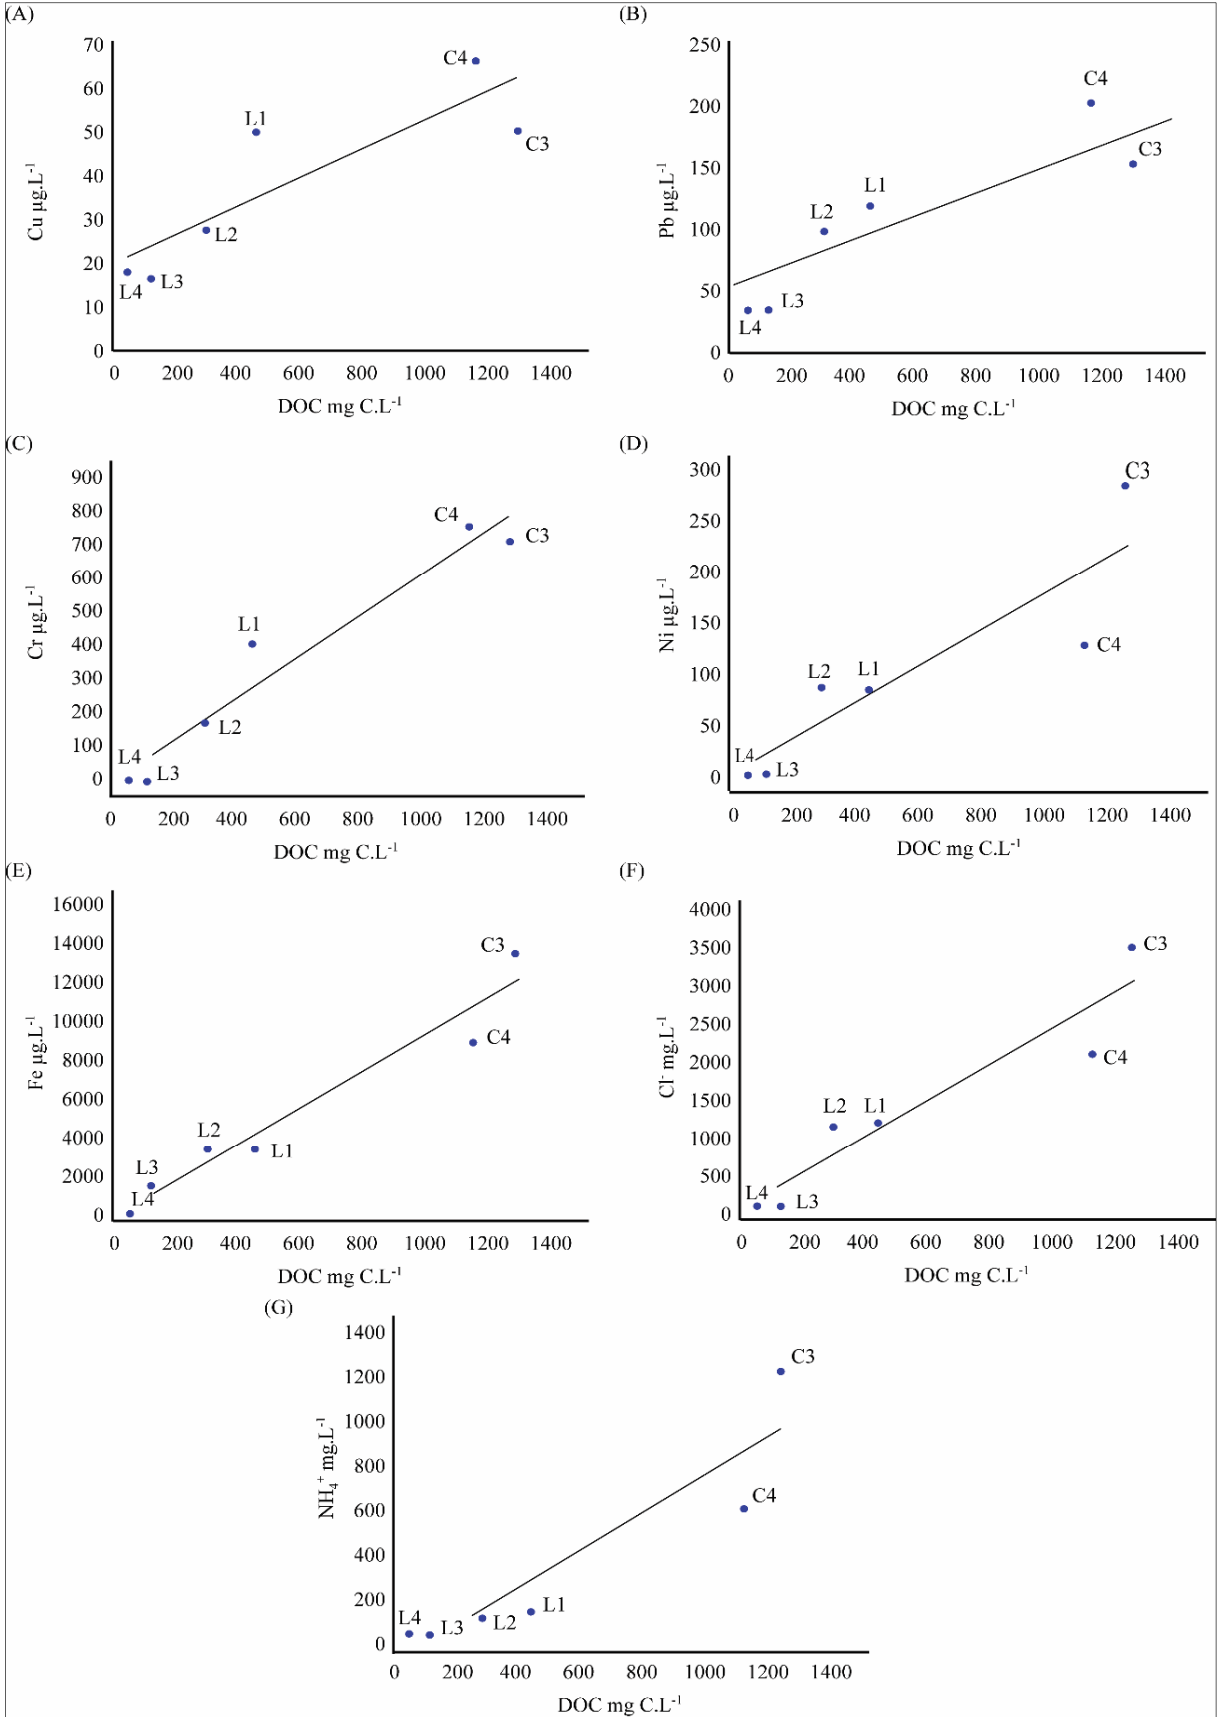 (A)
70
60
50
40
30
20
10
0
Cu µg.L-1
C4
L1
C3
L2
L4
L3
0 200 400 600 800 1000 1200 1400
DOC mg C.L-1
(B)
250
200
150
100
50
0
Pb µg.L-1
C4
C3
L1
L2
L3
L4
0 200 400 600 800 1000 1200 1400
DOC mg C.L-1
(C)
900
800
700
600
500
400
300
200
100
0
Cr µg.L-1
C4
C3
L1
L2
L4
L3
0 200 400 600 800 1000 1200 1400
DOC mg C.L-1
(D)
300
250
200
150
100
50
0
Ni µg.L-1
C3
C4
L2
L1
L4
L3
0 200 400 600 800 1000 1200 1400
DOC mg C.L-1
(E)
16000
14000
12000
10000
8000
6000
4000
2000
0
Fe µg.L-1
C3
C4
L2
L1
L3
L4
0 200 400 600 800 1000 1200 1400
DOC mg C.L-1
(F)
4000
3500
3000
2500
2000
1500
1000
500
0
Cl- mg.L-1
C3
C4
L2
L1
L4
L3
0 200 400 600 800 1000 1200 1400
DOC mg C.L-1
(G)
1400
1200
1000
800
600
400
200
0
NH4+ mg.L-1
C3
C4
L1
L4
L3
L2
0 200 400 600 800 1000 1200 1400
DOC mg C.L-1